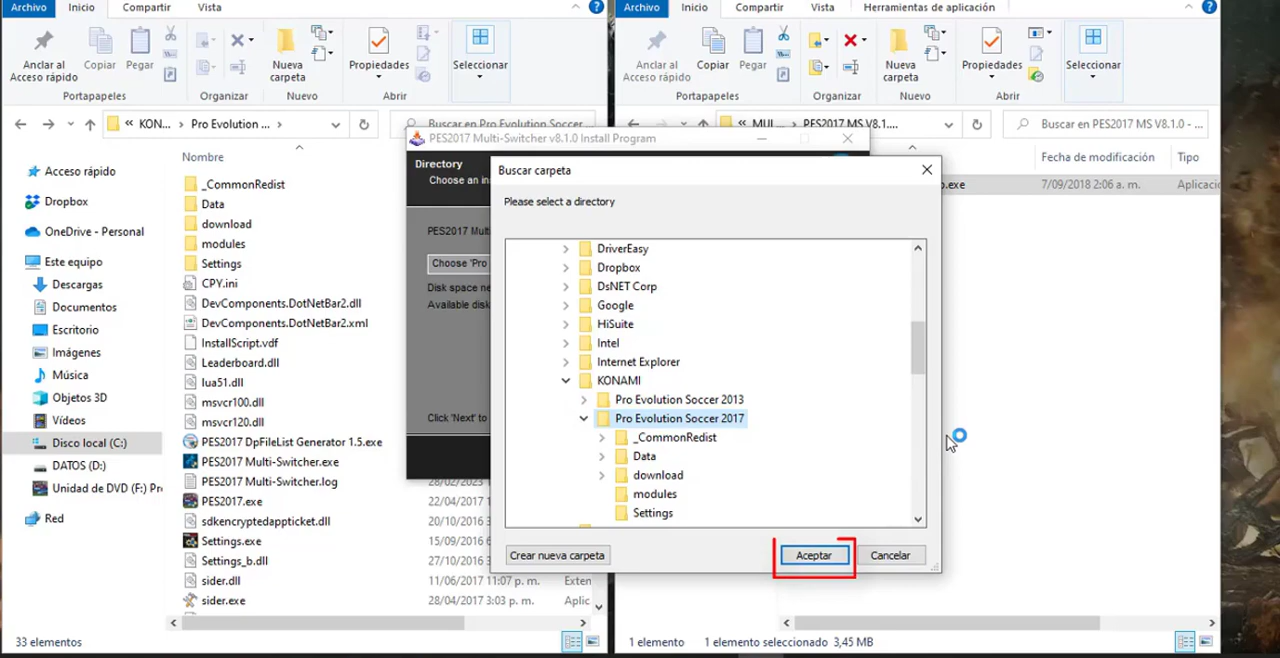 Archivo Inicio Compartir Vista
Anclar al Acceso rápido
Copiar
Pegar
Nueva carpeta
Propiedades
Seleccionar
Portapapeles Organizar Nuevo Abrir
« KON... › Pro Evolution ... ›
Buscar en Pro Evolution Soccer
Acceso rápido
Dropbox
OneDrive - Personal
Este equipo
Descargas
Documentos
Escritorio
Imágenes
Música
Objetos 3D
Vídeos
Disco local (C:)
DATOS (D:)
Unidad de DVD (F:) Pr
Red
Nombre
_CommonRedist
Data
download
modules
Settings
CPY.ini
DevComponents.DotNetBar2.dll
DevComponents.DotNetBar2.xml
InstallScript.vdf
Leaderboard.dll
lua51.dll
msvcr100.dll
msvcr120.dll
PES2017 DpFileList Generator 1.5.exe
PES2017 Multi-Switcher.exe
PES2017 Multi-Switcher.log 28/02/2023
PES2017.exe 22/04/2017
sdkencryptedappticket.dll 20/10/2016
Settings.exe 15/09/2016
Settings_b.dll 27/10/2016
sider.dll 11/06/2017 11:07 p. m. Exten
sider.exe 28/04/2017 3:03 p. m. Aplic
33 elementos
PES2017 Multi-Switcher v8.1.0 Install Program
Directory
Choose an in
PES2017 Mult
Choose 'Pro
Disk space ne
Available disk
Click 'Next' to
Buscar carpeta
Please select a directory
DriverEasy
Dropbox
DsNET Corp
Google
HiSuite
Intel
Internet Explorer
KONAMI
Pro Evolution Soccer 2013
Pro Evolution Soccer 2017
_CommonRedist
Data
download
modules
Settings
Crear nueva carpeta Aceptar Cancelar
Archivo Inicio Compartir Vista Herramientas de aplicación
Anclar al Acceso rápido
Copiar
Pegar
Nueva carpeta
Propiedades
Seleccionar
Portapapeles Organizar Nuevo Abrir
« MUL... › PES2017 MS V8.1....
Buscar en PES2017 MS V8.1.0 - ...
Fecha de modificación Tipo
o.exe 7/09/2018 2:06 a. m. Aplicaci
1 elemento 1 elemento seleccionado 3,45 MB